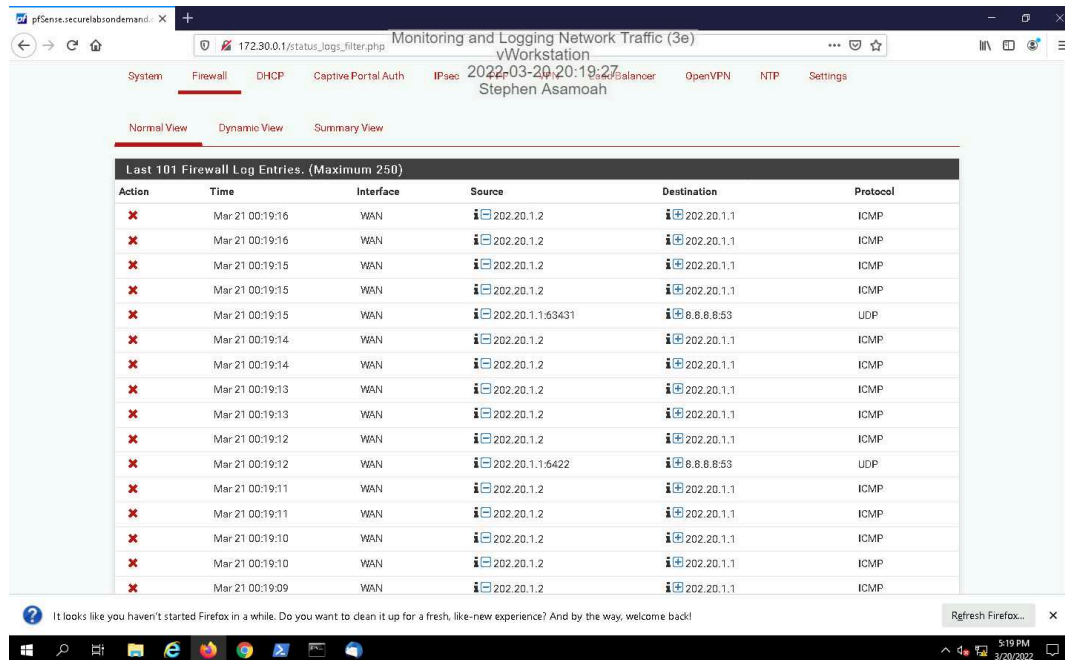 pfSense.securelabsondemand.
172.30.0.1/status_logs_filter.php
Monitoring and Logging Network Traffic (3e)
vWorkstation
2022-03-20 20:19:27
Stephen Asamoah
System Firewall DHCP Captive Portal Auth IPsec Balancer OpenVPN NTP Settings
Normal View Dynamic View Summary View
Last 101 Firewall Log Entries. (Maximum 250)
Action Time Interface Source Destination Protocol
Mar 21 00:19:16 WAN 202.20.1.2 202.20.1.1 ICMP
Mar 21 00:19:16 WAN 202.20.1.2 202.20.1.1 ICMP
Mar 21 00:19:15 WAN 202.20.1.2 202.20.1.1 ICMP
Mar 21 00:19:15 WAN 202.20.1.2 202.20.1.1 ICMP
Mar 21 00:19:15 WAN 202.20.1.1:63431 8.8.8.8:53 UDP
Mar 21 00:19:14 WAN 202.20.1.2 202.20.1.1 ICMP
Mar 21 00:19:14 WAN 202.20.1.2 202.20.1.1 ICMP
Mar 21 00:19:13 WAN 202.20.1.2 202.20.1.1 ICMP
Mar 21 00:19:13 WAN 202.20.1.2 202.20.1.1 ICMP
Mar 21 00:19:12 WAN 202.20.1.2 202.20.1.1 ICMP
Mar 21 00:19:12 WAN 202.20.1.1:6422 8.8.8.8:53 UDP
Mar 21 00:19:11 WAN 202.20.1.2 202.20.1.1 ICMP
Mar 21 00:19:11 WAN 202.20.1.2 202.20.1.1 ICMP
Mar 21 00:19:10 WAN 202.20.1.2 202.20.1.1 ICMP
Mar 21 00:19:10 WAN 202.20.1.2 202.20.1.1 ICMP
Mar 21 00:19:09 WAN 202.20.1.2 202.20.1.1 ICMP
It looks like you haven't started Firefox in a while. Do you want to clean it up for a fresh, like-new experience? And by the way, welcome back! Refresh Firefox...
5:19 PM
3/20/2022